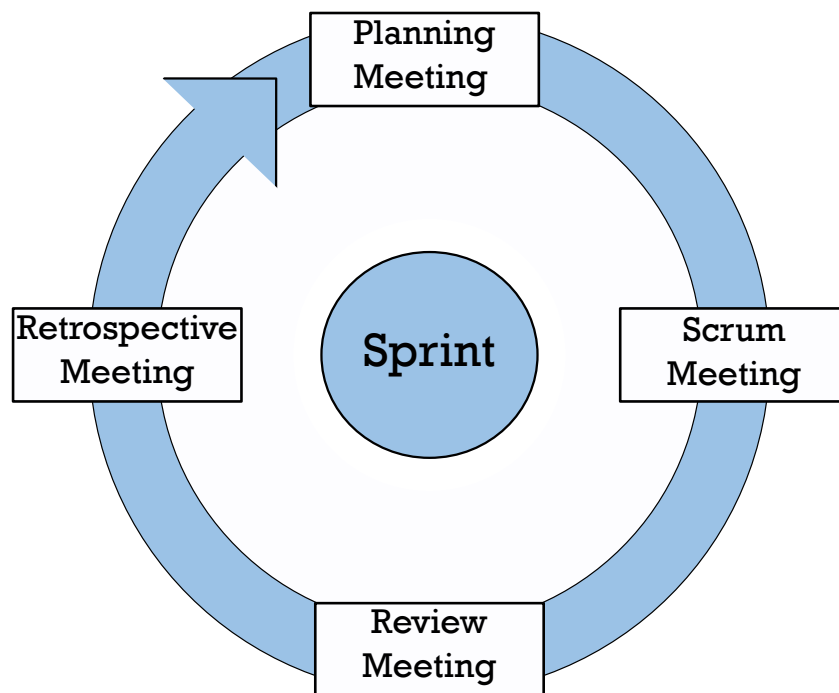 Planning
Meeting
Retrospective
Meeting
Sprint
Scrum
Meeting
Review
Meeting